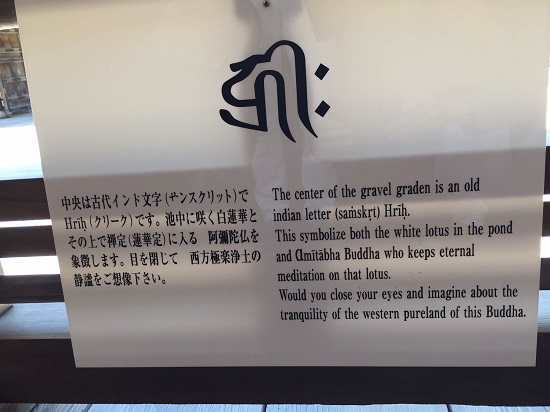 ह्रीः
中央は古代インド文字（サンスクリット）で
Hrīḥ（クリーク）です。池中に咲く白蓮華と
その上で禅定（蓮華定）に入る　阿彌陀仏を
象徴します。目を閉じて　西方極楽浄土の
静謐をご想像下さい。
The center of the gravel graden is an old
indian letter (saṁskṛt) Hrīḥ.
This symbolize both the white lotus in the pond
and amitābha Buddha who keeps eternal
meditation on that lotus.
Would you close your eyes and imagine about the
tranquility of the western pureland of this Buddha.